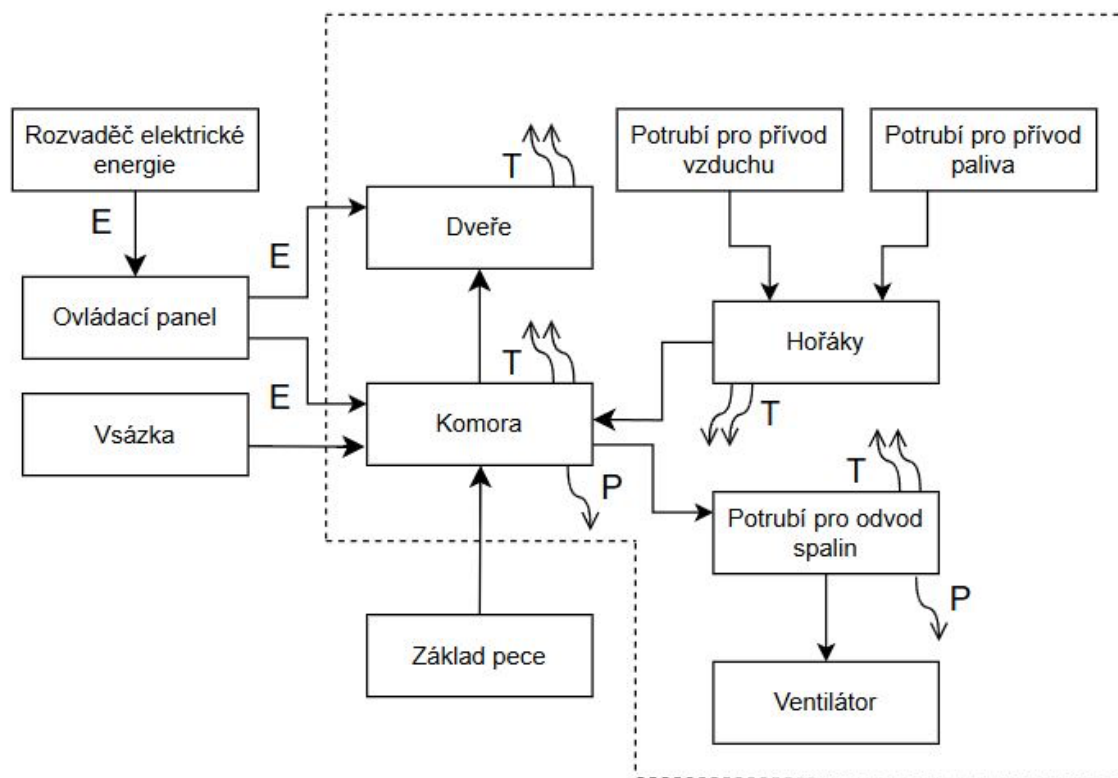 Rozvaděč elektrické
energie
E
Ovládací panel
E
E
Vsázka
T
Dveře
T
Komora
P
Základ pece
Potrubí pro přívod
vzduchu
Potrubí pro přívod
paliva
Hořáky
T
T
Potrubí pro odvod
spalin
P
Ventilátor